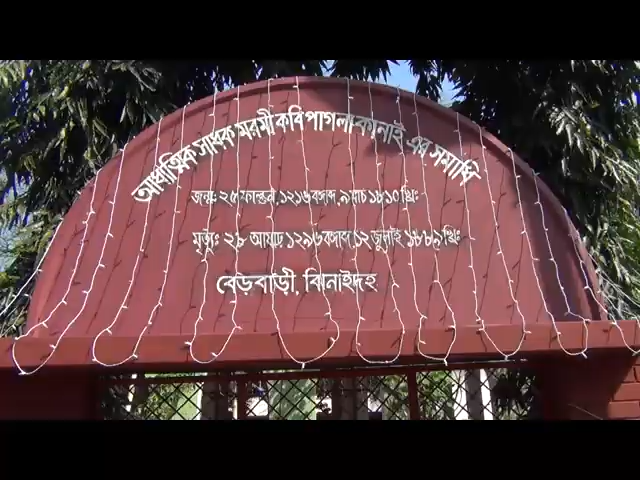 আধ্যাত্মিক সাধক মরমী কবি পাগলা কানাই এর সমাধি
জন্মঃ ২৫ ফাল্গুন, ১২১৬ বঙ্গাব্দ, ৯ মার্চ ১৮১০ খ্রিঃ
মৃত্যুঃ ২৮ আষাঢ় ১২৯৬ বঙ্গাব্দ, ১২ জুলাই ১৮৮৯ খ্রিঃ
বেড়বাড়ী, ঝিনাইদহ